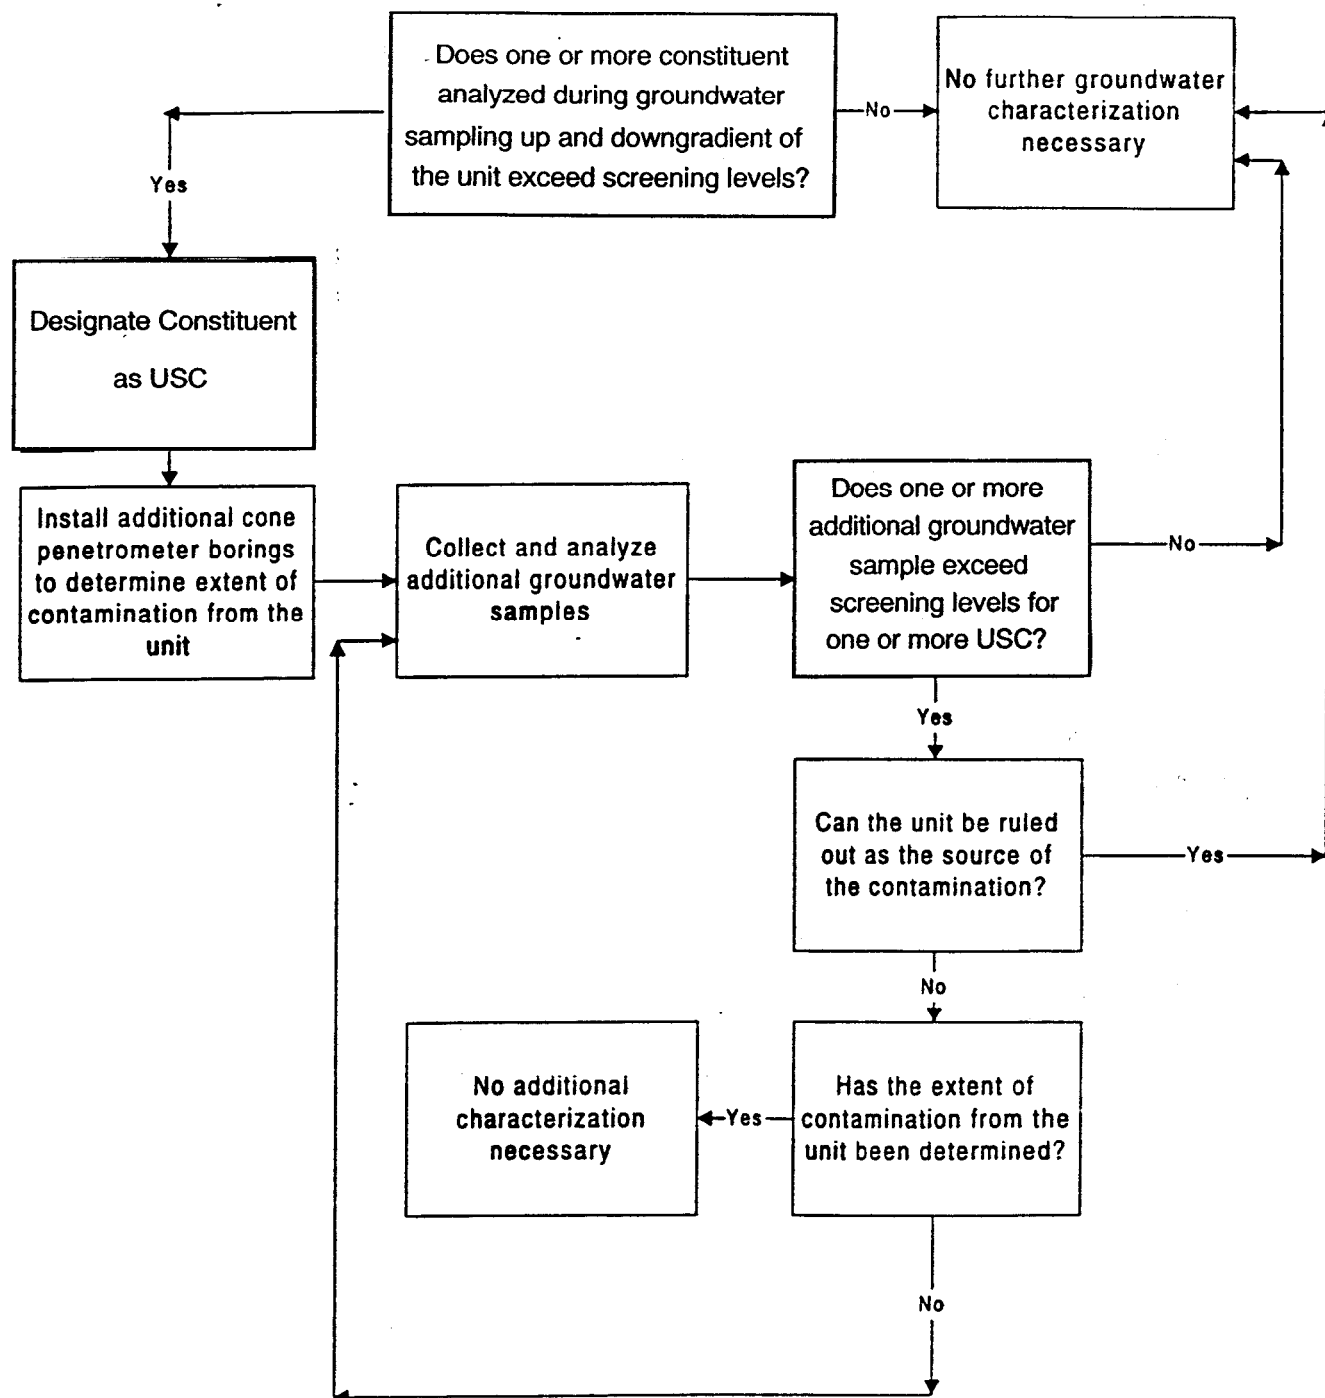 Does one or more constituent
analyzed during groundwater
sampling up and downgradient of
the unit exceed screening levels?
No
No further groundwater
characterization
necessary
Yes
Designate Constituent
as USC
Install additional cone
penetrometer borings
to determine extent of
contamination from the
unit
Collect and analyze
additional groundwater
samples
Does one or more
additional groundwater
sample exceed
screening levels for
one or more USC?
No
Yes
Can the unit be ruled
out as the source of
the contamination?
Yes
No
No additional
characterization
necessary
Yes
Has the extent of
contamination from the
unit been determined?
No